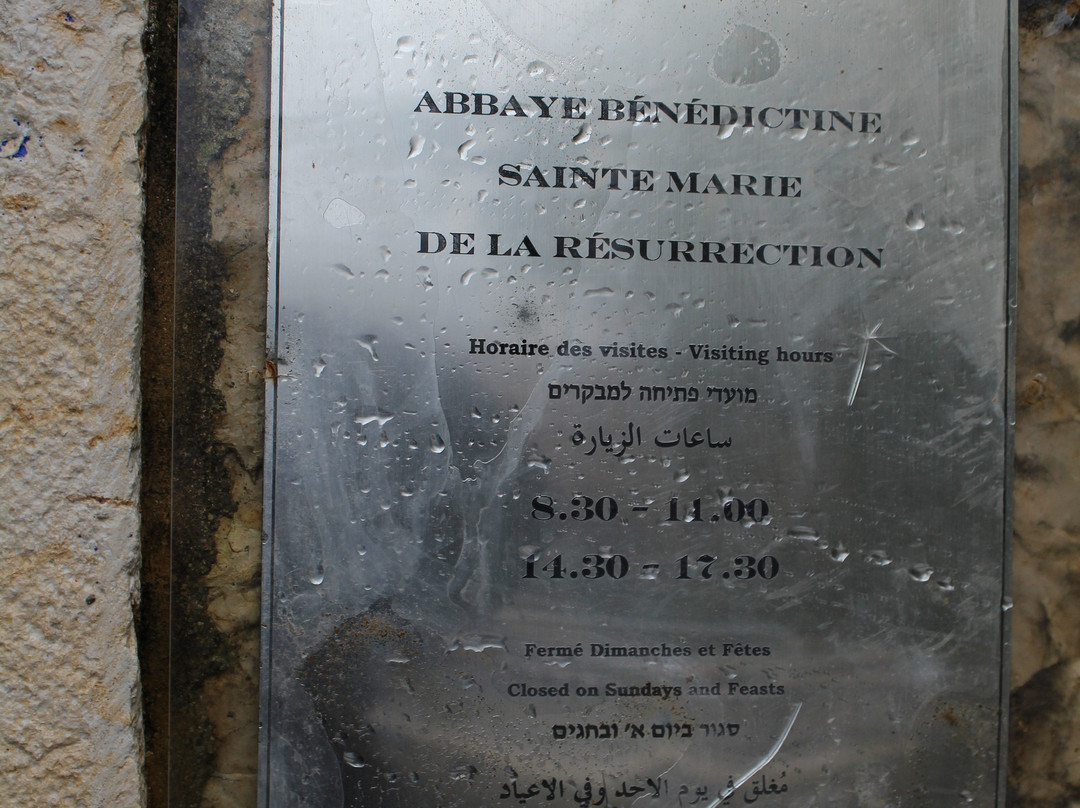 ABBAYE BÉNÉDICTINE
SAINTE MARIE
DE LA RÉSURRECTION
Horaire des visites - Visiting hours
מועדי פתיחה למבקרים
ساعات الزيارة
8.30 - 11.00
14.30 - 17.30
Fermé Dimanches et Fêtes
Closed on Sundays and Feasts
סגור ביום א׳ ובחגים
مُغلق في يوم الاحد وفي الاعياد